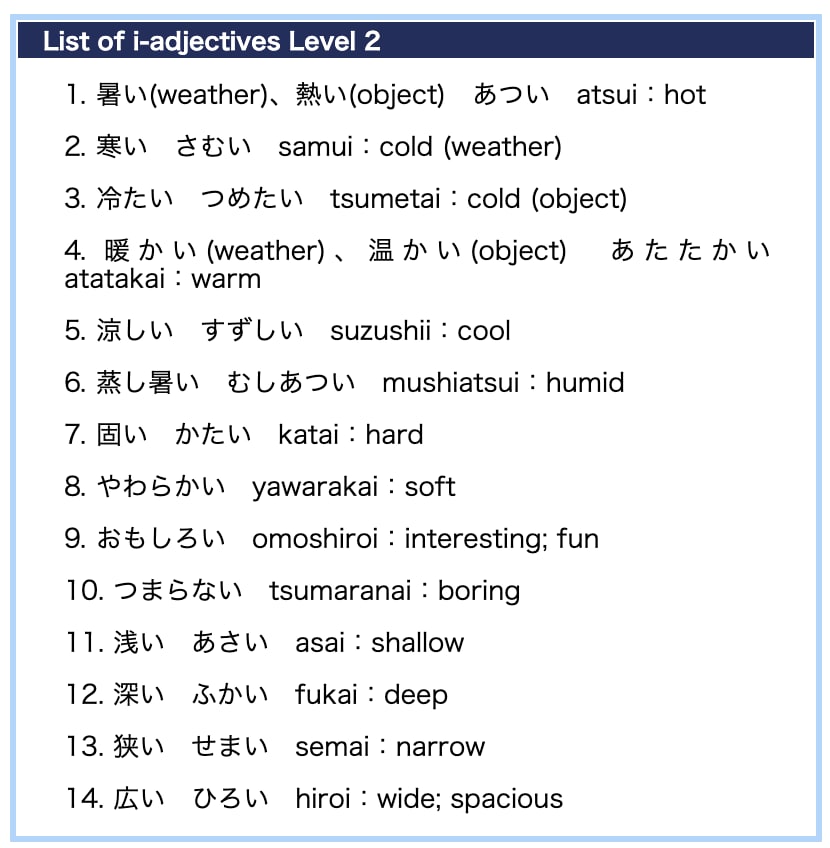 List of i-adjectives Level 2
1. 暑い(weather)、熱い(object)　あつい　atsui：hot
2. 寒い　さむい　samui：cold (weather)
3. 冷たい　つめたい　tsumetai：cold (object)
4. 暖かい(weather)、温かい(object)　あたたかい
atatakai：warm
5. 涼しい　すずしい　suzushii：cool
6. 蒸し暑い　むしあつい　mushiatsui：humid
7. 固い　かたい　katai：hard
8. やわらかい　yawarakai：soft
9. おもしろい　omoshiroi：interesting; fun
10. つまらない　tsumaranai：boring
11. 浅い　あさい　asai：shallow
12. 深い　ふかい　fukai：deep
13. 狭い　せまい　semai：narrow
14. 広い　ひろい　hiroi：wide; spacious